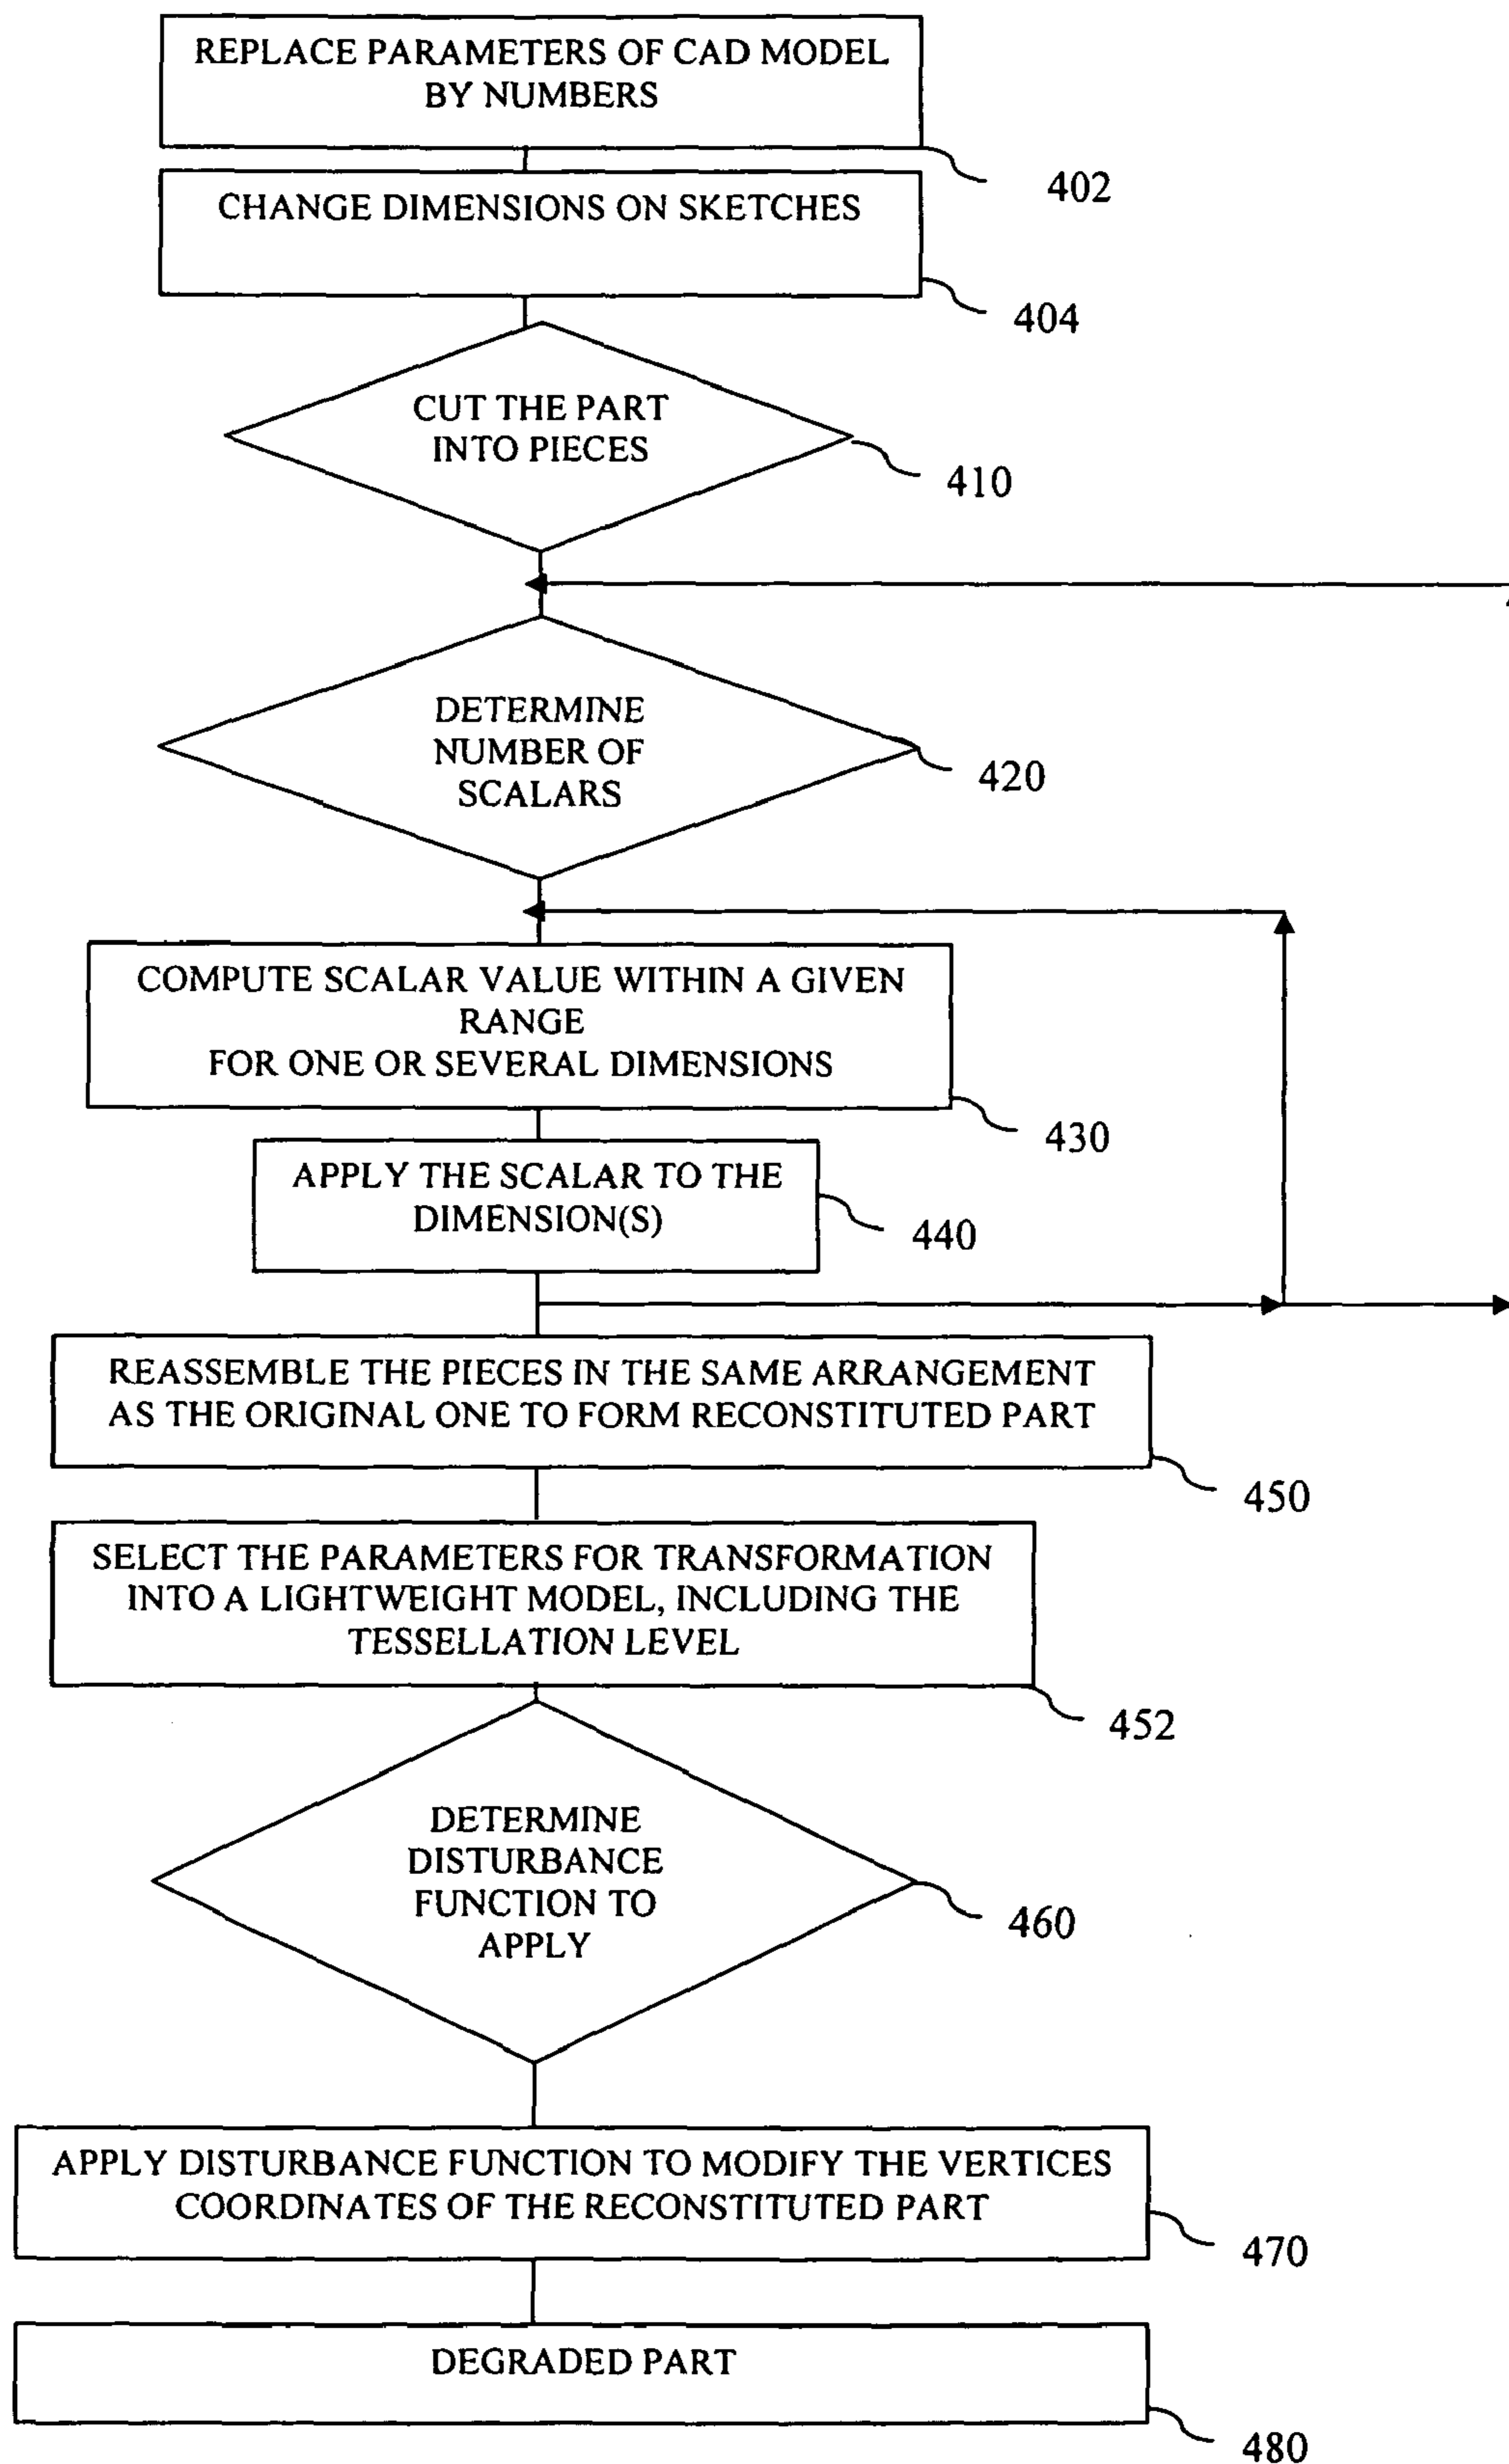 REPLACE PARAMETERS OF CAD MODEL
BY NUMBERS
402
CHANGE DIMENSIONS ON SKETCHES
404
CUT THE PART
INTO PIECES
410
DETERMINE
NUMBER OF
SCALARS
420
COMPUTE SCALAR VALUE WITHIN A GIVEN
RANGE
FOR ONE OR SEVERAL DIMENSIONS
430
APPLY THE SCALAR TO THE
DIMENSION(S)
440
REASSEMBLE THE PIECES IN THE SAME ARRANGEMENT
AS THE ORIGINAL ONE TO FORM RECONSTITUTED PART
450
SELECT THE PARAMETERS FOR TRANSFORMATION
INTO A LIGHTWEIGHT MODEL, INCLUDING THE
TESSELLATION LEVEL
452
DETERMINE
DISTURBANCE
FUNCTION TO
APPLY
460
APPLY DISTURBANCE FUNCTION TO MODIFY THE VERTICES
COORDINATES OF THE RECONSTITUTED PART
470
DEGRADED PART
480